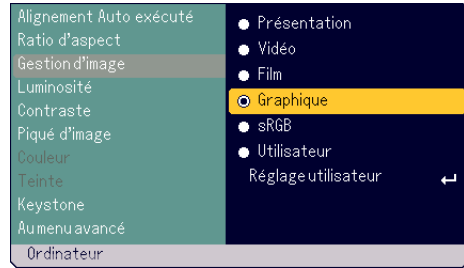 Alignement Auto exécuté
Ratio d'aspect
Gestion d'image
Luminosité
Contraste
Piqué d'image
Couleur
Teinte
Keystone
Au menu avancé
Présentation
Vidéo
Film
Graphique
sRGB
Utilisateur
Réglage utilisateur
Ordinateur